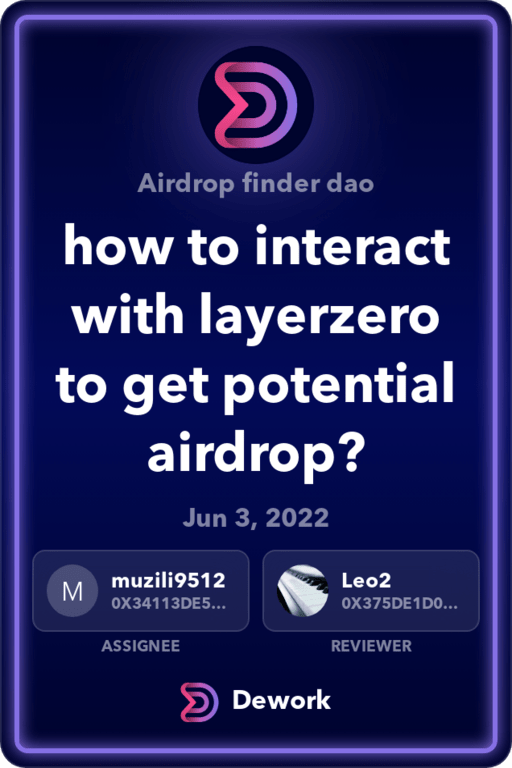 Airdrop finder dao
how to interact
with layerzero
to get potential
airdrop?
Jun 3, 2022
M
muzili9512
0X34113DE5...
ASSIGNEE
Leo2
0X375DE1D0...
REVIEWER
Dework